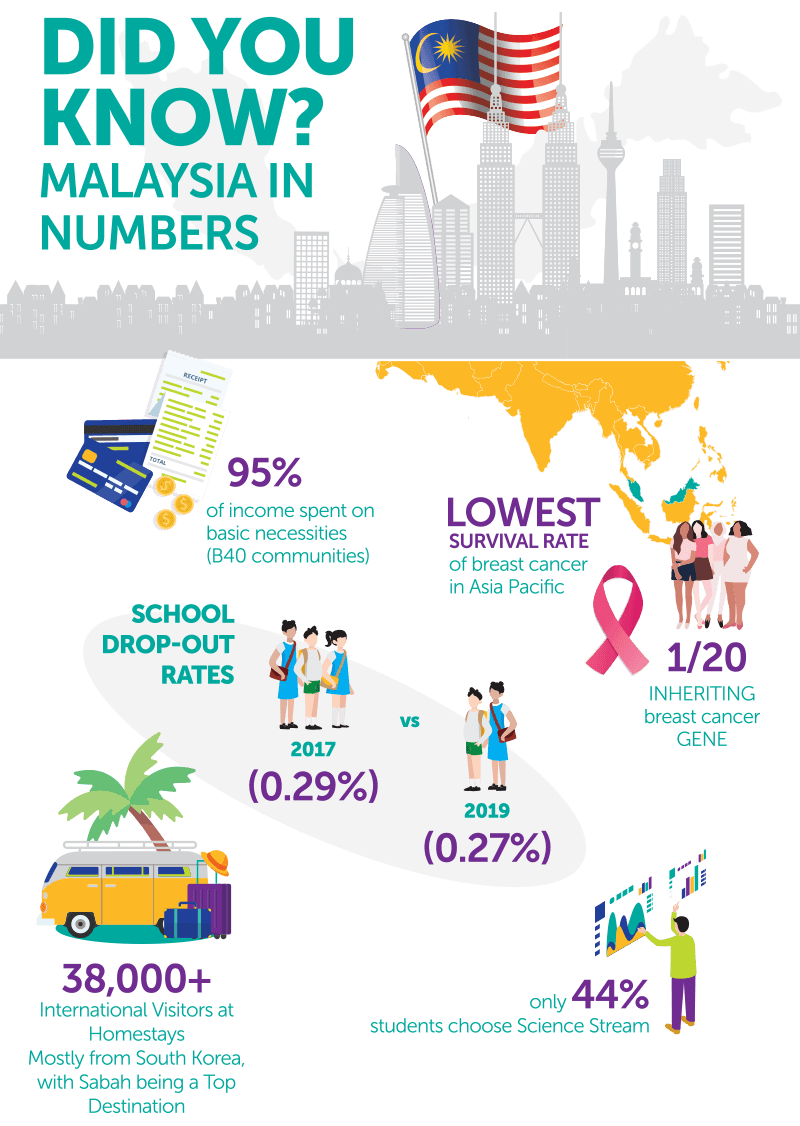 DID YOU
KNOW?
MALAYSIA IN
NUMBERS
RECEIPT
TOTAL
95%
of income spent on
basic necessities
(B40 communities)
LOWEST
SURVIVAL RATE
of breast cancer
in Asia Pacific
1/20
INHERITING
breast cancer
GENE
SCHOOL
DROP-OUT
RATES
2017
(0.29%)
vs
2019
(0.27%)
38,000+
International Visitors at
Homestays
Mostly from South Korea,
with Sabah being a Top
Destination
only 44%
students choose Science Stream